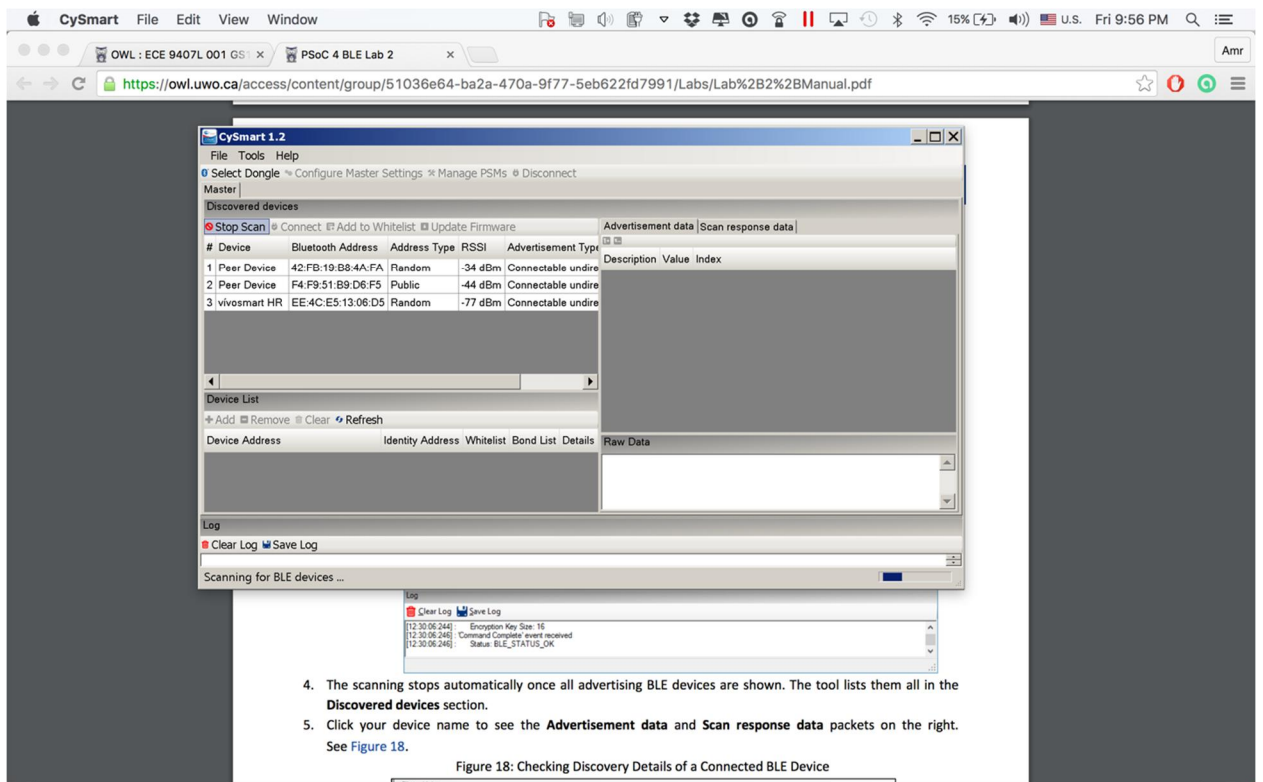 CySmart File Edit View Window 15% U.S. Fri 9:56 PM
OWL : ECE 9407L 001 GS1 × PSoC 4 BLE Lab 2 × Amr
https://owl.uwo.ca/access/content/group/51036e64-ba2a-470a-9f77-5eb622fd7991/Labs/Lab%2B2%2BManual.pdf
CySmart 1.2
File Tools Help
Select Dongle Configure Master Settings Manage PSMs Disconnect
Master
Discovered devices
Stop Scan Connect Add to Whitelist Update Firmware
# Device Bluetooth Address Address Type RSSI Advertisement Type
1 Peer Device 42:FB:19:B8:4A:FA Random -34 dBm Connectable undire
2 Peer Device F4:F9:51:B9:D6:F5 Public -44 dBm Connectable undire
3 vívosmart HR EE:4C:E5:13:06:D5 Random -77 dBm Connectable undire
Advertisement data Scan response data
Description Value Index
Device List
Add Remove Clear Refresh
Device Address Identity Address Whitelist Bond List Details
Raw Data
Log
Clear Log Save Log
Scanning for BLE devices ...
Log
Clear Log Save Log
[12:30:06:244] : Encryption Key Size: 16
[12:30:06:246] : 'Command Complete' event received
[12:30:06:246] : Status: BLE_STATUS_OK
4. The scanning stops automatically once all advertising BLE devices are shown. The tool lists them all in the
Discovered devices section.
5. Click your device name to see the Advertisement data and Scan response data packets on the right.
See Figure 18.
Figure 18: Checking Discovery Details of a Connected BLE Device